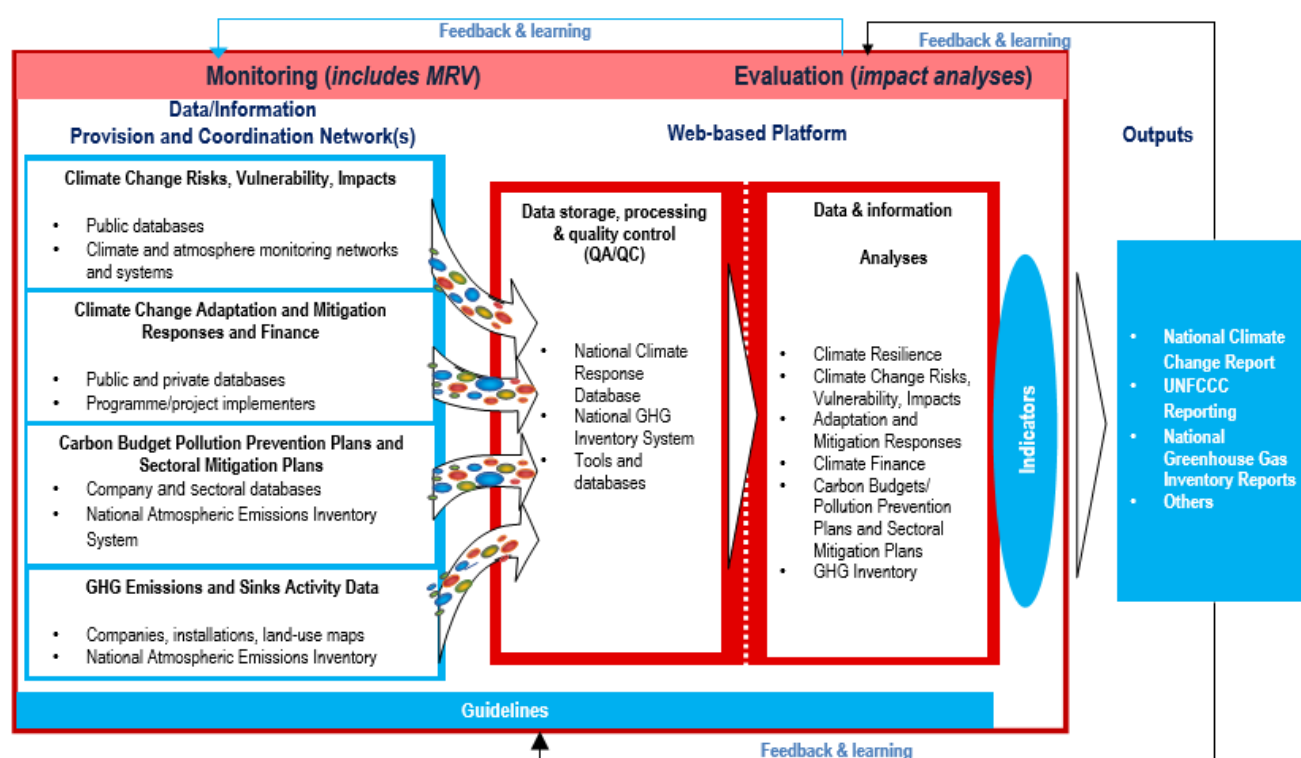 Feedback & learning
Feedback & learning
Monitoring (includes MRV)
Evaluation (impact analyses)
Data/Information
Provision and Coordination Network(s)
Web-based Platform
Outputs
Climate Change Risks, Vulnerability, Impacts
• Public databases
• Climate and atmosphere monitoring networks
and systems
Climate Change Adaptation and Mitigation
Responses and Finance
• Public and private databases
• Programme/project implementers
Carbon Budget Pollution Prevention Plans and
Sectoral Mitigation Plans
• Company and sectoral databases
• National Atmospheric Emissions Inventory
System
GHG Emissions and Sinks Activity Data
• Companies, installations, land-use maps
• National Atmospheric Emissions Inventory
Data storage, processing
& quality control
(QA/QC)
• National Climate
Response
Database
• National GHG
Inventory System
• Tools and
databases
Data & information
Analyses
• Climate Resilience
• Climate Change Risks,
Vulnerability, Impacts
• Adaptation and
Mitigation Responses
• Climate Finance
• Carbon Budgets/
Pollution Prevention
Plans and Sectoral
Mitigation Plans
• GHG Inventory
Indicators
• National Climate
Change Report
• UNFCCC
Reporting
• National
Greenhouse Gas
Inventory Reports
• Others
Guidelines
Feedback & learning